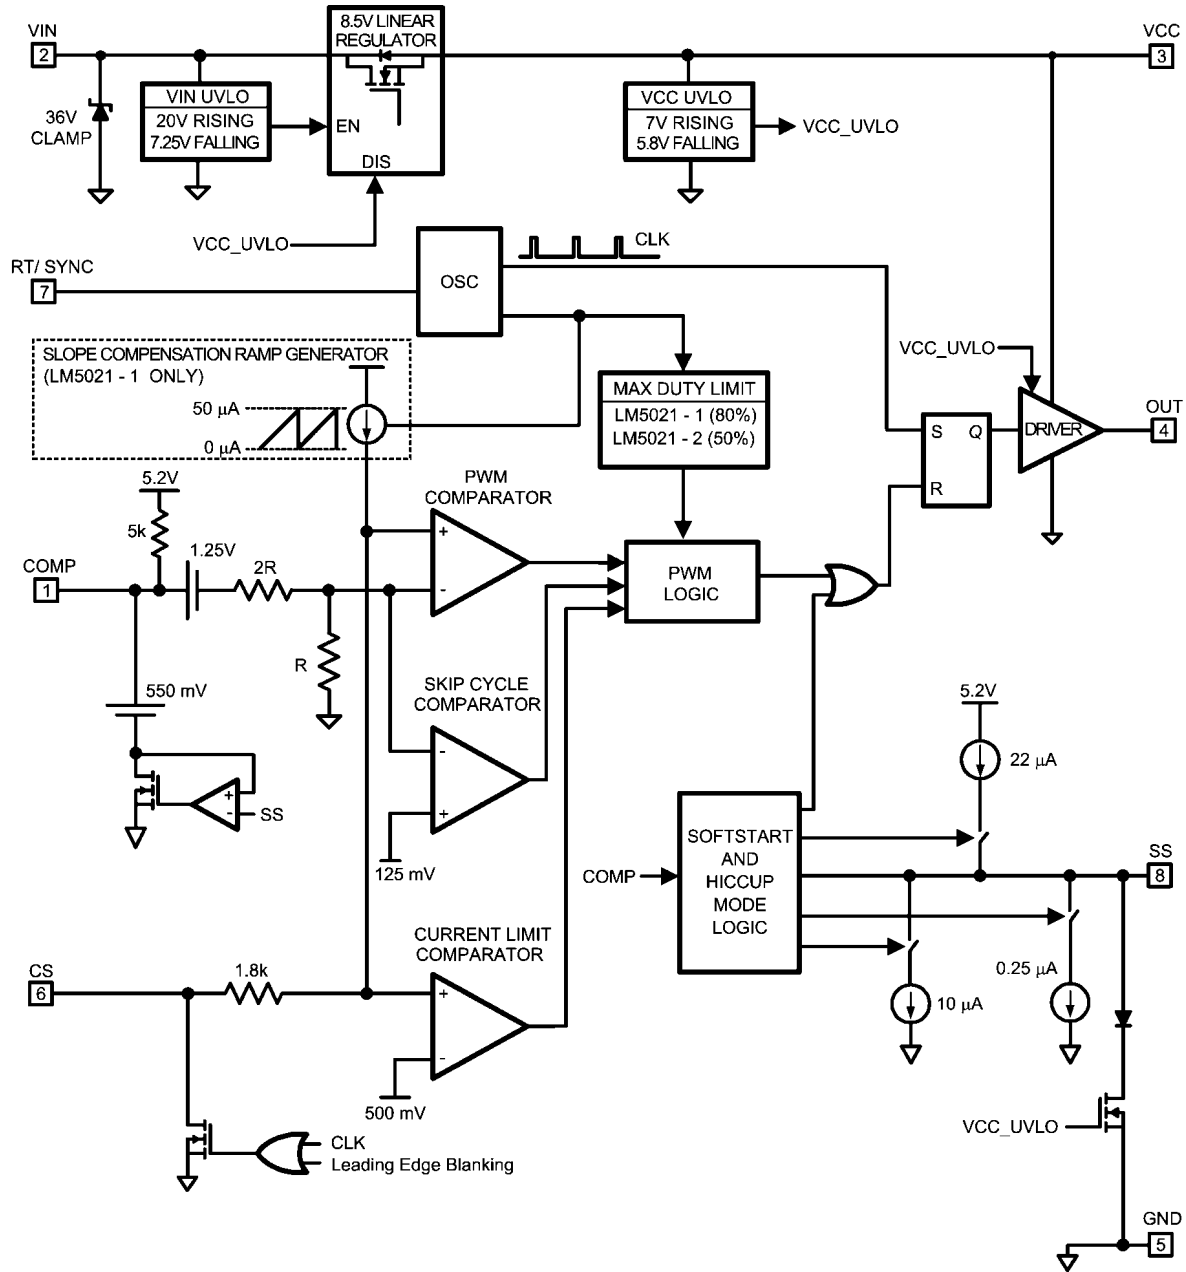 VIN
2
8.5V LINEAR
REGULATOR
VCC
3
36V
CLAMP
VIN UVLO
20V RISING
7.25V FALLING
EN
DIS
VCC UVLO
7V RISING
5.8V FALLING
VCC_UVLO
VCC_UVLO
CLK
RT/ SYNC
7
OSC
SLOPE COMPENSATION RAMP GENERATOR
(LM5021 - 1 ONLY)
50 µA
0 µA
MAX DUTY LIMIT
LM5021 - 1 (80%)
LM5021 - 2 (50%)
VCC_UVLO
S Q
R
DRIVER
OUT
4
5.2V
5k
PWM
COMPARATOR
+
-
COMP
1
1.25V
2R
R
PWM
LOGIC
550 mV
SKIP CYCLE
COMPARATOR
-
+
125 mV
+
-
SS
5.2V
22 µA
COMP
SOFTSTART
AND
HICCUP
MODE
LOGIC
SS
8
10 µA
0.25 µA
CURRENT LIMIT
COMPARATOR
+
-
CS
6
1.8k
500 mV
CLK
Leading Edge Blanking
VCC_UVLO
GND
5